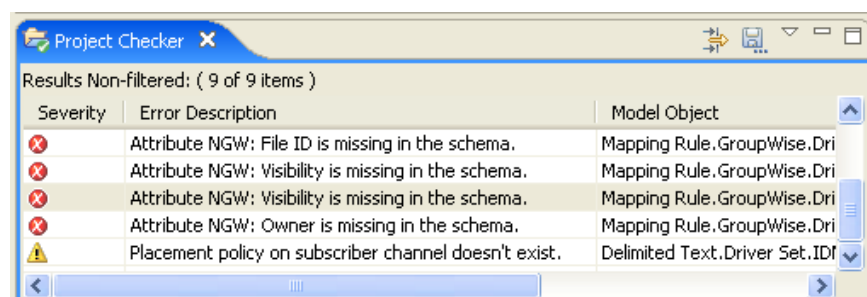 Project Checker
Results Non-filtered: ( 9 of 9 items )
Severity Error Description Model Object
Attribute NGW: File ID is missing in the schema. Mapping Rule.GroupWise.Dri
Attribute NGW: Visibility is missing in the schema. Mapping Rule.GroupWise.Dri
Attribute NGW: Visibility is missing in the schema. Mapping Rule.GroupWise.Dri
Attribute NGW: Owner is missing in the schema. Mapping Rule.GroupWise.Dri
Placement policy on subscriber channel doesn't exist. Delimited Text.Driver Set.IDM